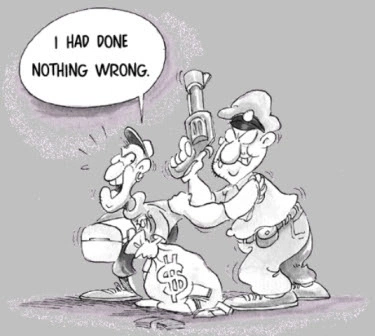 I HAD DONE
NOTHING WRONG.
$